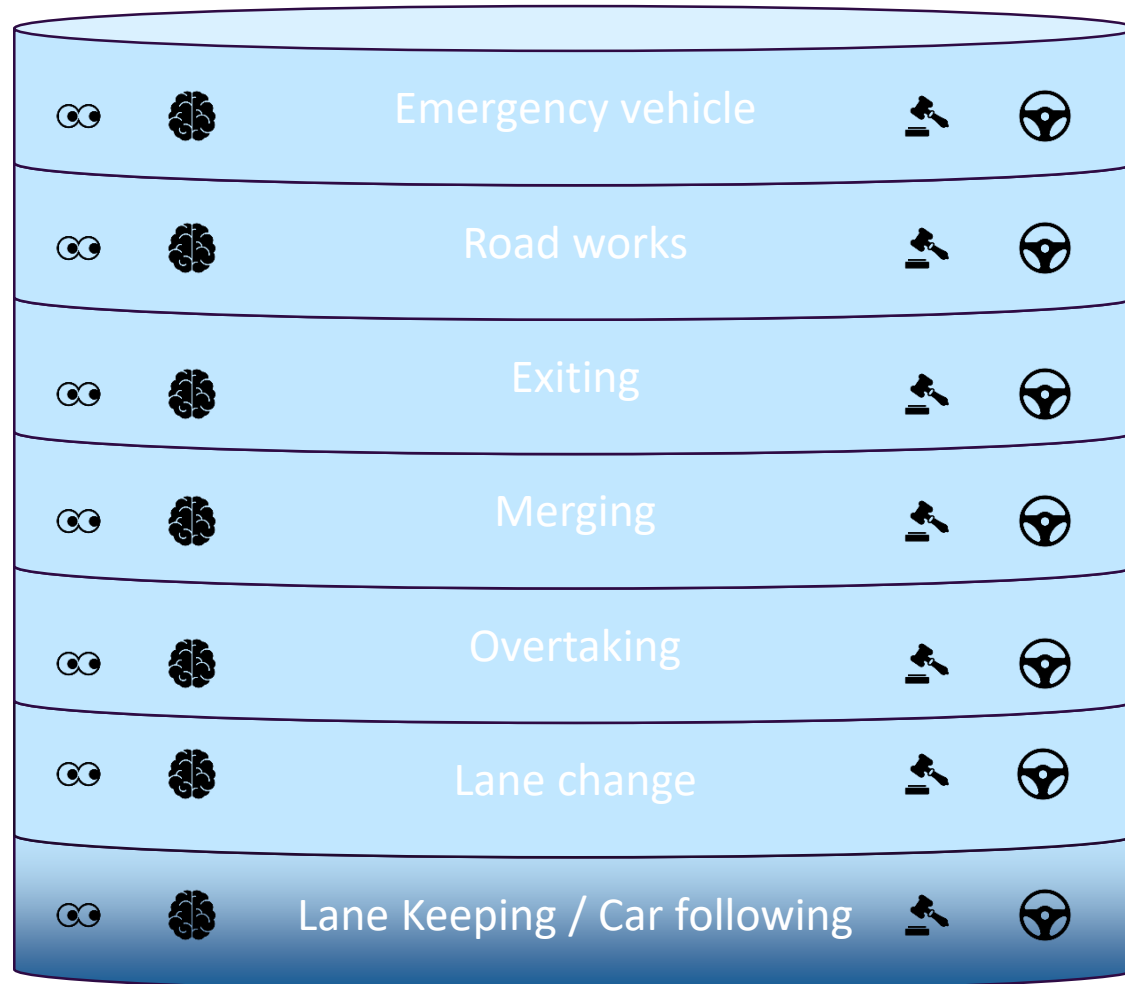 Emergency vehicle
Road works
Exiting
Merging
Overtaking
Lane change
Lane Keeping / Car following